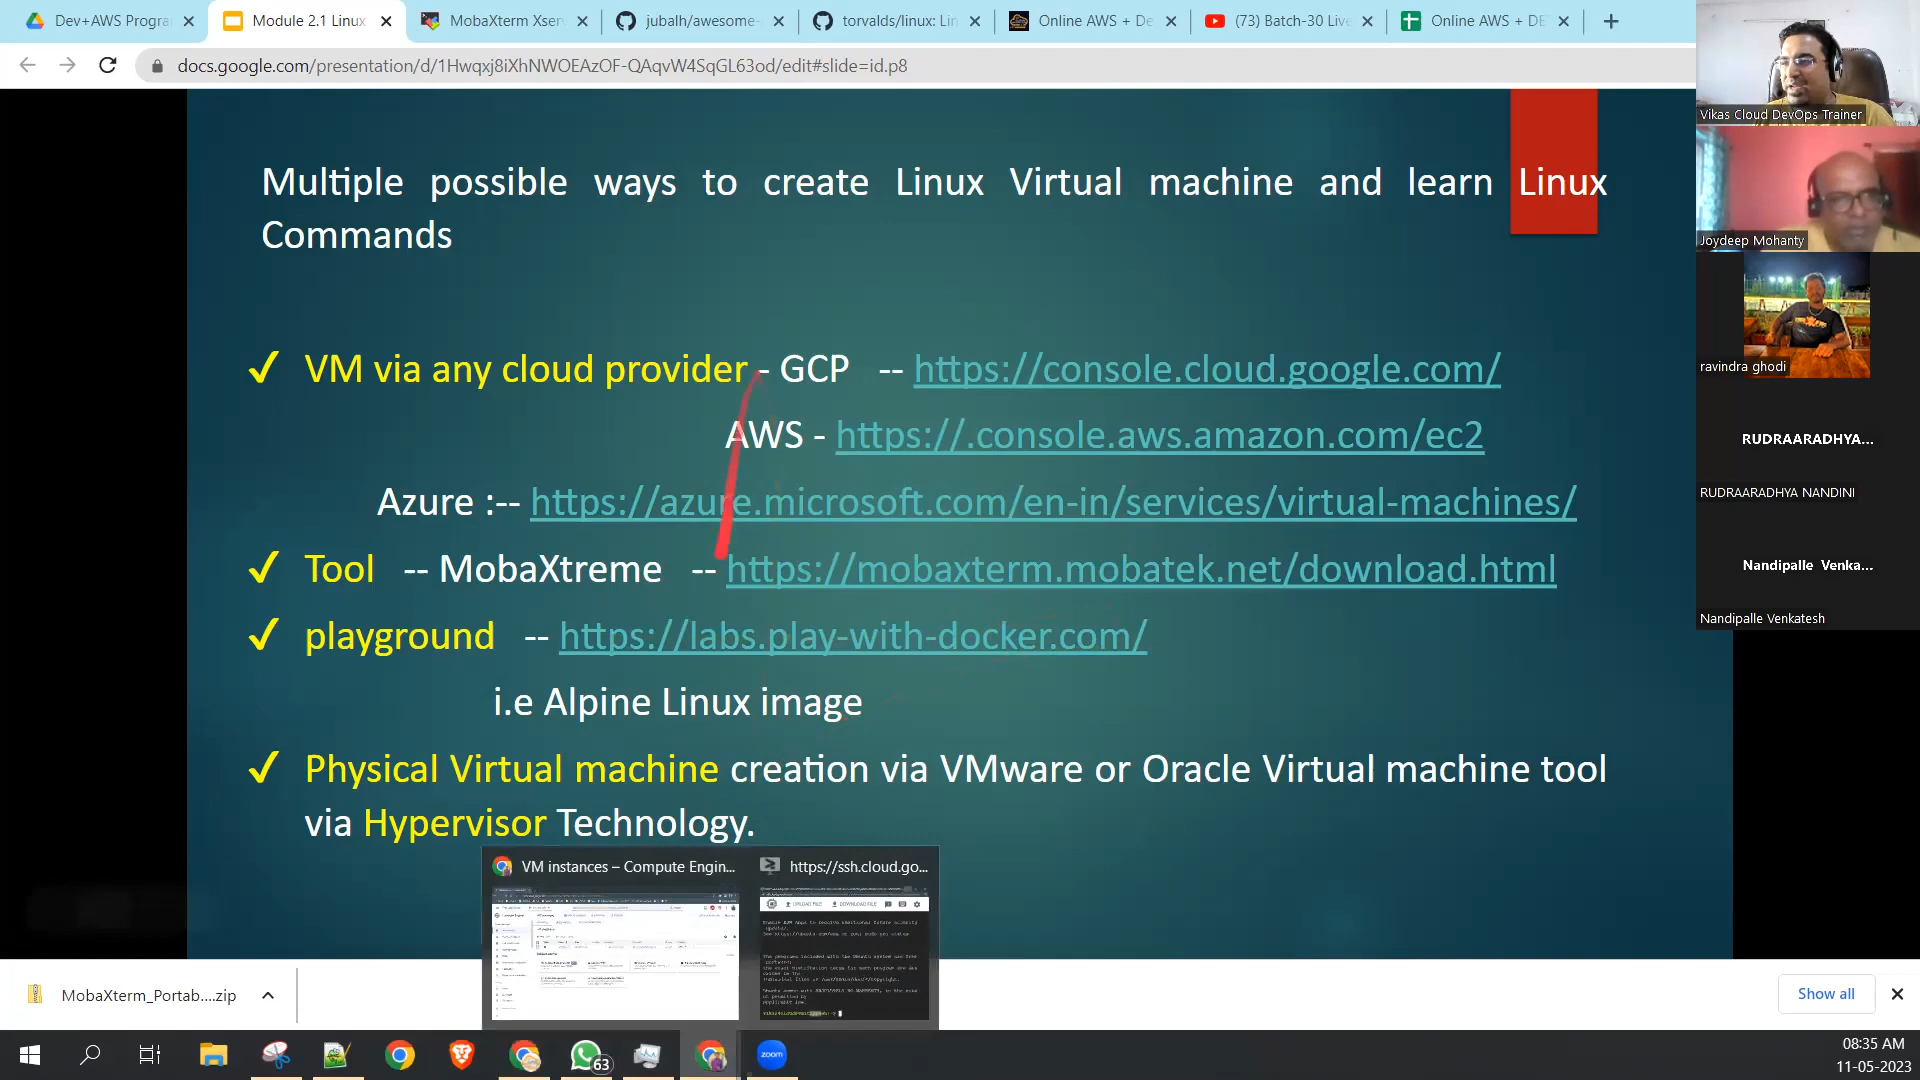 Dev+AWS Progra
Module 2.1 Linux
MobaXterm Xser
jubalh/awesome-
torvalds/linux: Lin
Online AWS + De
(73) Batch-30 Live
Online AWS + DE
docs.google.com/presentation/d/1Hwqxj8iXhNWOEAzOF-QAqvW4SqGL63od/edit#slide=id.p8
Multiple possible ways to create Linux Virtual machine and learn Linux
Commands
✓ VM via any cloud provider - GCP -- https://console.cloud.google.com/
AWS - https://.console.aws.amazon.com/ec2
Azure :-- https://azure.microsoft.com/en-in/services/virtual-machines/
✓ Tool -- MobaXtreme -- https://mobaxterm.mobatek.net/download.html
✓ playground -- https://labs.play-with-docker.com/
i.e Alpine Linux image
✓ Physical Virtual machine creation via VMware or Oracle Virtual machine tool
via Hypervisor Technology.
Vikas Cloud DevOps Trainer
Joydeep Mohanty
ravindra ghodi
RUDRAARADHYA...
RUDRAARADHYA NANDINI
Nandipalle Venka...
Nandipalle Venkatesh
VM instances – Compute Engin...
https://ssh.cloud.go...
UPLOAD FILE
DOWNLOAD FILE
MobaXterm_Portab....zip
Show all
63
zoom
08:35 AM
11-05-2023